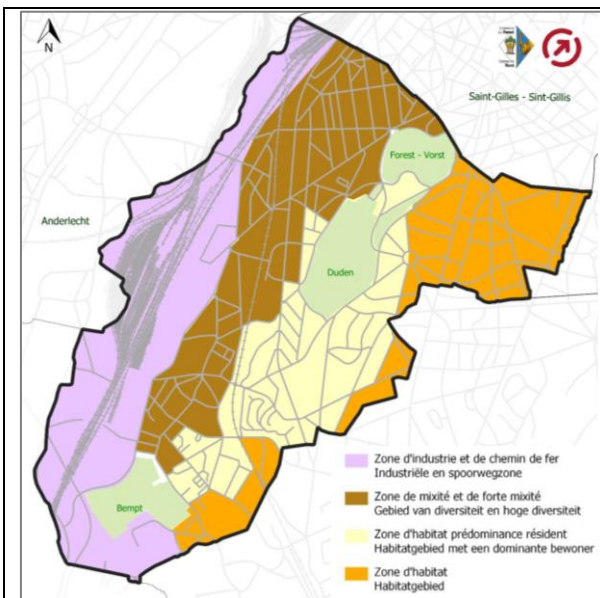 N
Saint-Gilles - Sint-Gillis
Forest - Vorst
Anderlecht
Duden
Bempt
Zone d'industrie et de chemin de fer
Industriële en spoorwegzone
Zone de mixité et de forte mixité
Gebied van diversiteit en hoge diversiteit
Zone d'habitat prédominance résident
Habitatgebied met een dominante bewoner
Zone d'habitat
Habitatgebied